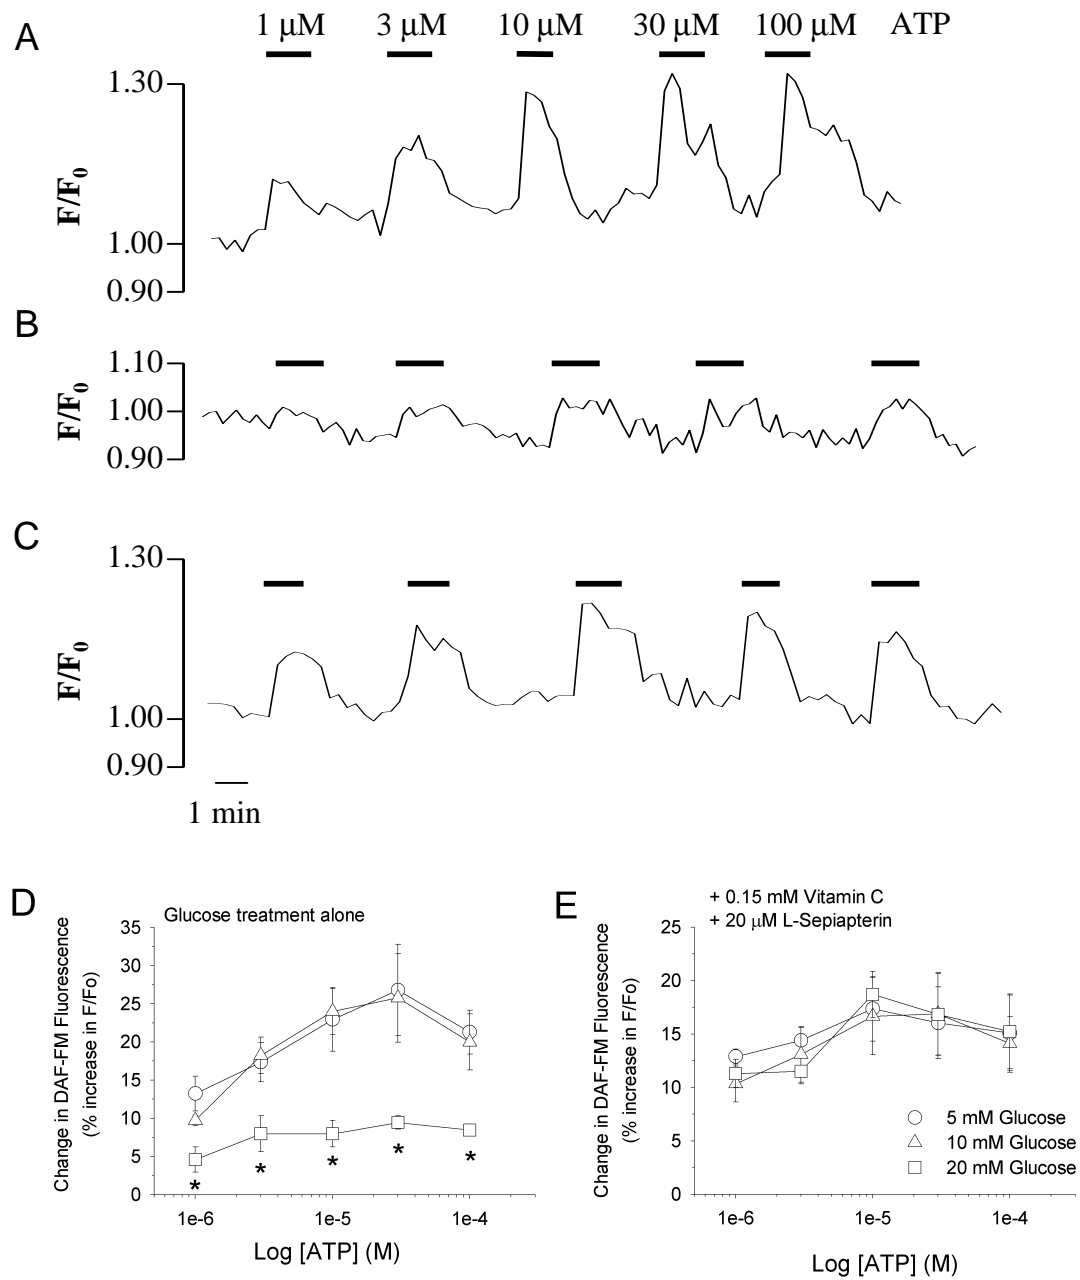 A
1 μM 3 μM 10 μM 30 μM 100 μM ATP
1.30
F/F0
1.00
0.90
B
1.10
F/F0
1.00
0.90
C
1.30
F/F0
1.00
0.90
1 min
D
Glucose treatment alone
Change in DAF-FM Fluorescence
(% increase in F/Fo)
35
30
25
20
15
10
5
0
*
*
*
*
*
1e-6 1e-5 1e-4
Log [ATP] (M)
E
+ 0.15 mM Vitamin C
+ 20 μM L-Sepiapterin
Change in DAF-FM Fluorescence
(% increase in F/Fo)
25
20
15
10
5
0
5 mM Glucose
10 mM Glucose
20 mM Glucose
1e-6 1e-5 1e-4
Log [ATP] (M)